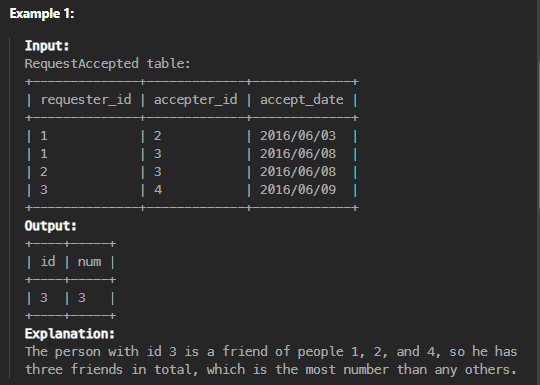 Example 1:
Input:
RequestAccepted table:
+--------------+-------------+-------------+
| requester_id | accepter_id | accept_date |
+--------------+-------------+-------------+
| 1            | 2           | 2016/06/03  |
| 1            | 3           | 2016/06/08  |
| 2            | 3           | 2016/06/08  |
| 3            | 4           | 2016/06/09  |
+--------------+-------------+-------------+
Output:
+----+-----+
| id | num |
+----+-----+
| 3  | 3   |
+----+-----+
Explanation:
The person with id 3 is a friend of people 1, 2, and 4, so he has
three friends in total, which is the most number than any others.